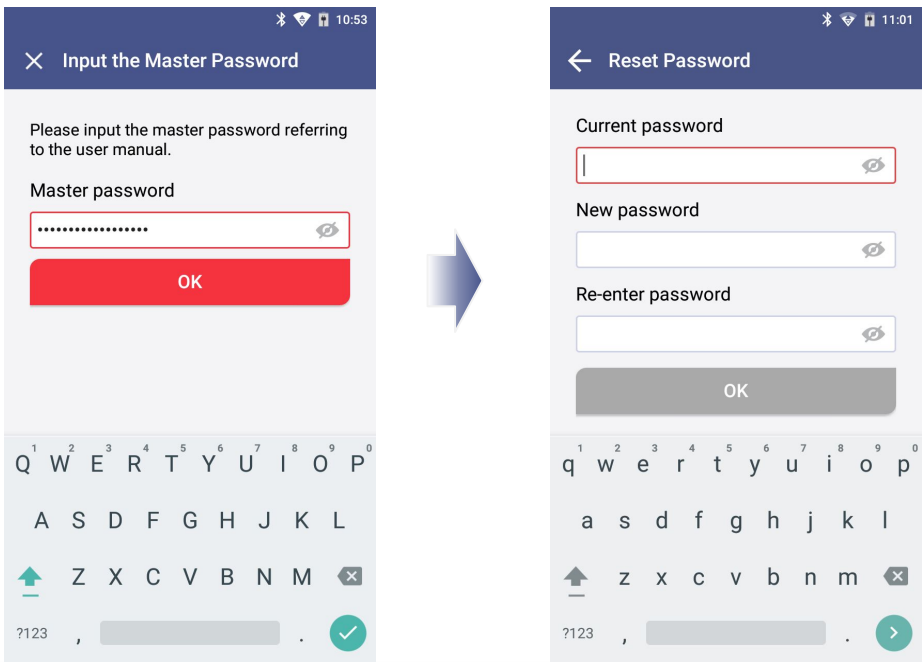 10:53
Input the Master Password
Please input the master password referring
to the user manual.
Master password
••••••••••••••••••
OK
1 2 3 4 5 6 7 8 9 0
Q W E R T Y U I O P
A S D F G H J K L
Z X C V B N M
?123 , .
11:01
Reset Password
Current password
New password
Re-enter password
OK
1 2 3 4 5 6 7 8 9 0
q w e r t y u i o p
a s d f g h j k l
z x c v b n m
?123 , .